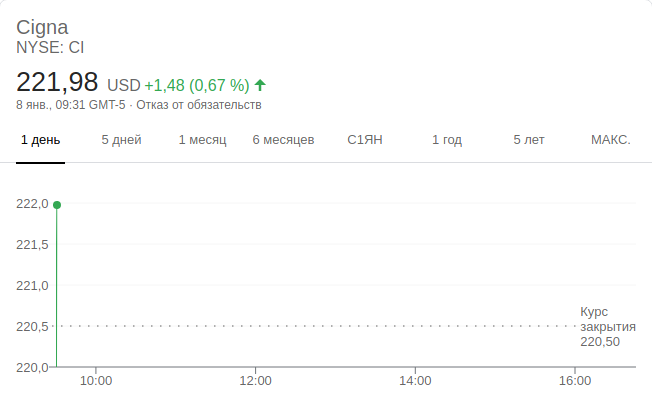 Cigna
NYSE: CI
221,98 USD +1,48 (0,67 %)
8 янв., 09:31 GMT-5 · Отказ от обязательств
1 день 5 дней 1 месяц 6 месяцев С1ЯН 1 год 5 лет МАКС.
222,0
221,5
221,0
220,5
220,0
Курс
закрытия
220,50
10:00 12:00 14:00 16:00